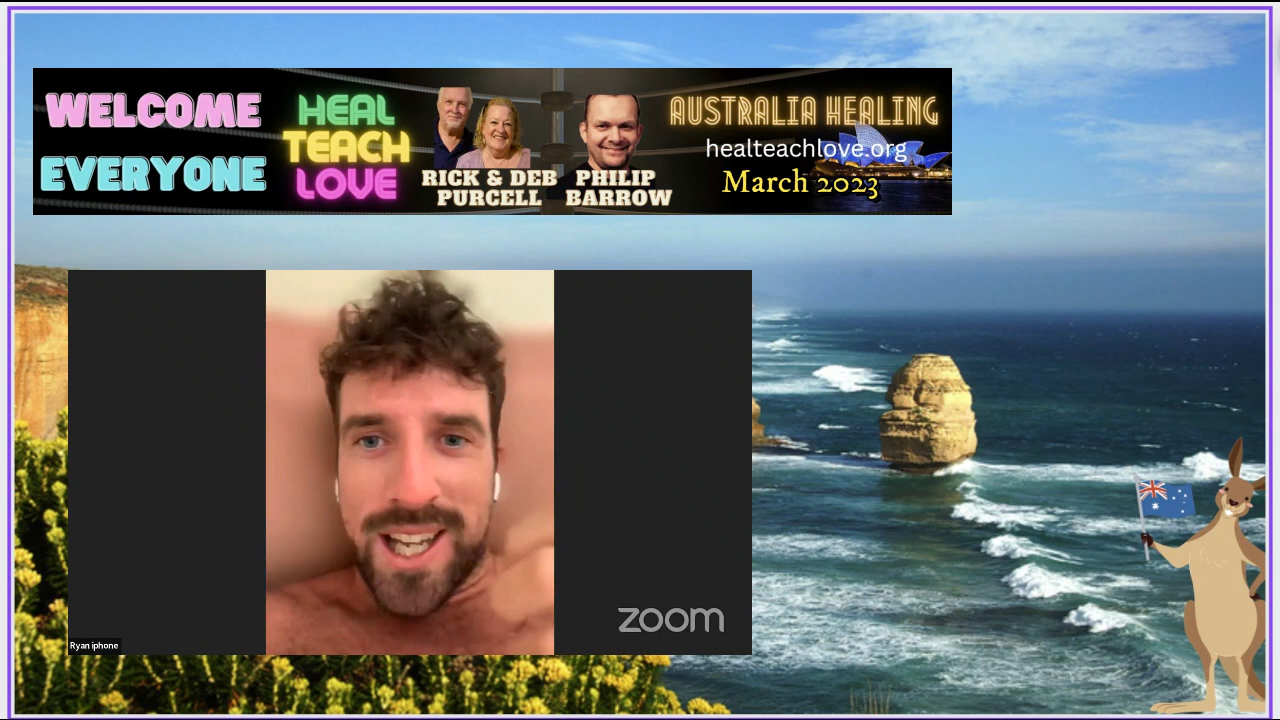 WELCOME
EVERYONE
HEAL
TEACH
LOVE
RICK & DEB
PURCELL
PHILIP
BARROW
AUSTRALIA HEALING
healteachlove.org
March 2023
zoom
Ryan iphone